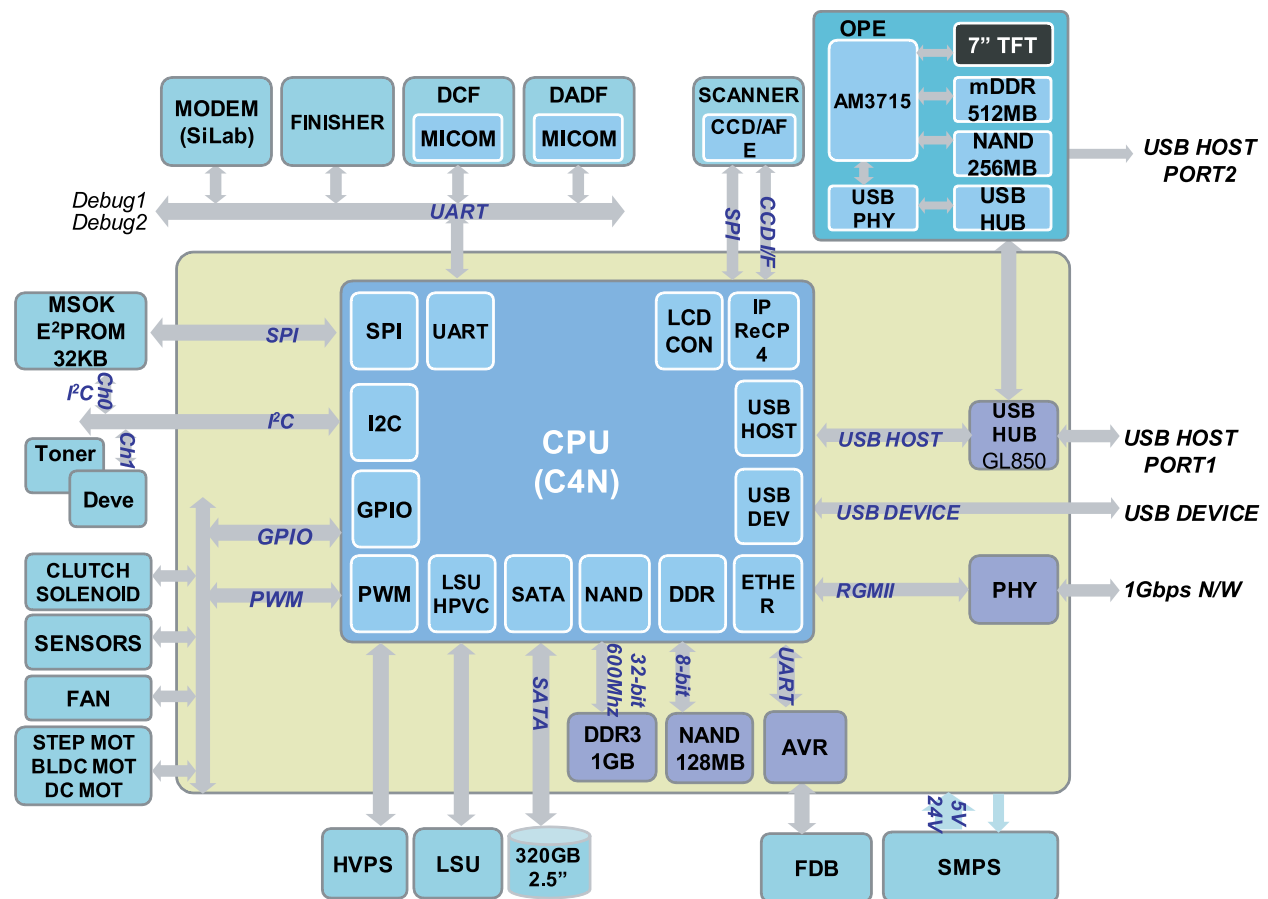 OPE
7” TFT
AM3715
mDDR
512MB
NAND
256MB
USB
PHY
USB
HUB
USB HOST
PORT2
MODEM
(SiLab)
FINISHER
DCF
MICOM
DADF
MICOM
SCANNER
CCD/AF
E
Debug1
Debug2
UART
SPI
CCD I/F
MSOK
E²PROM
32KB
SPI
SPI
UART
LCD
CON
IP
ReCP
4
I²C
Ch0
I²C
I2C
Ch1
Toner
Deve
CPU
(C4N)
USB
HOST
USB HOST
USB
HUB
GL850
USB HOST
PORT1
GPIO
GPIO
USB
DEV
USB DEVICE
USB DEVICE
CLUTCH
SOLENOID
SENSORS
FAN
STEP MOT
BLDC MOT
DC MOT
PWM
PWM
LSU
HPVC
SATA
NAND
DDR
ETHE
R
RGMII
PHY
1Gbps N/W
SATA
32-bit
600Mhz
8-bit
UART
DDR3
1GB
NAND
128MB
AVR
5V
24V
HVPS
LSU
320GB
2.5”
FDB
SMPS